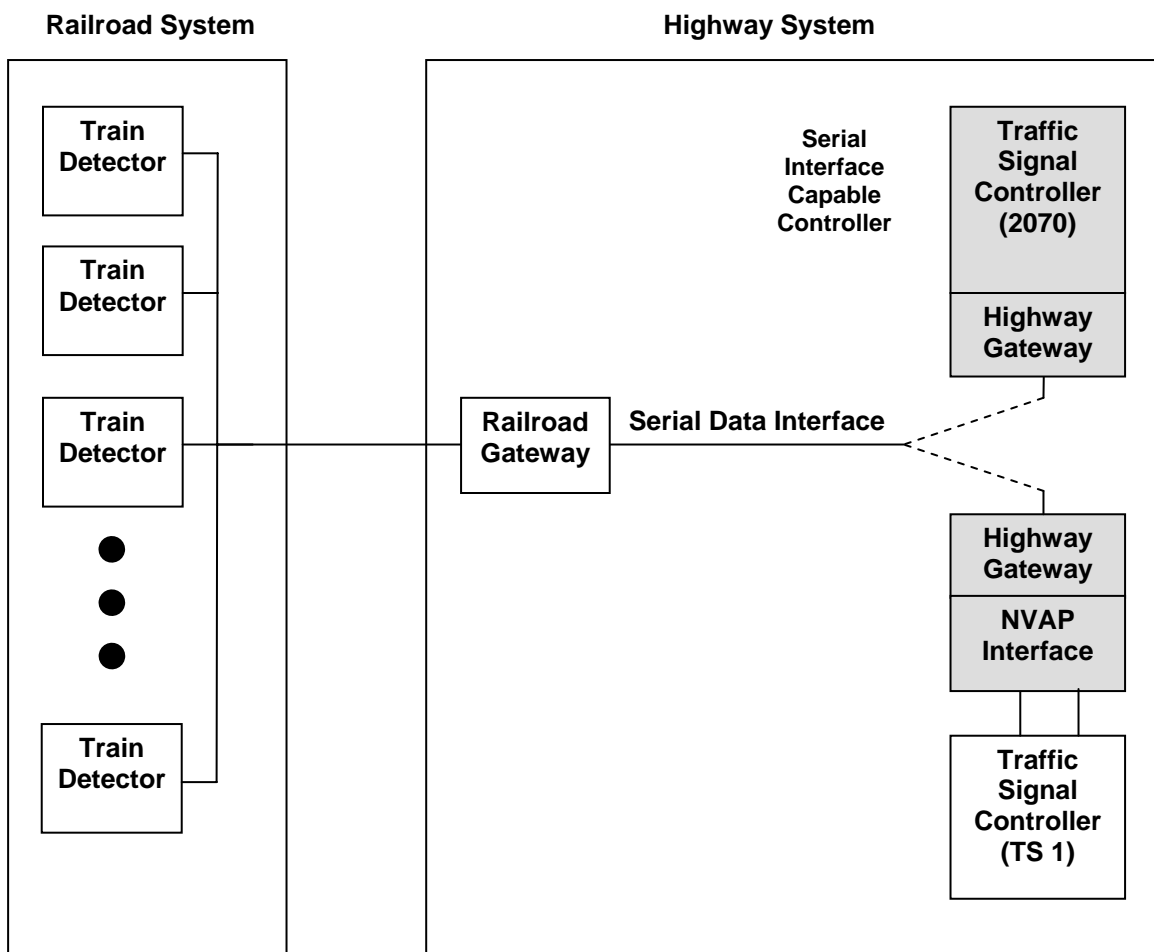 Railroad System
Highway System
Train
Detector
Train
Detector
Train
Detector
Train
Detector
Railroad
Gateway
Serial Data Interface
Serial
Interface
Capable
Controller
Traffic
Signal
Controller
(2070)
Highway
Gateway
Highway
Gateway
NVAP
Interface
Traffic
Signal
Controller
(TS 1)